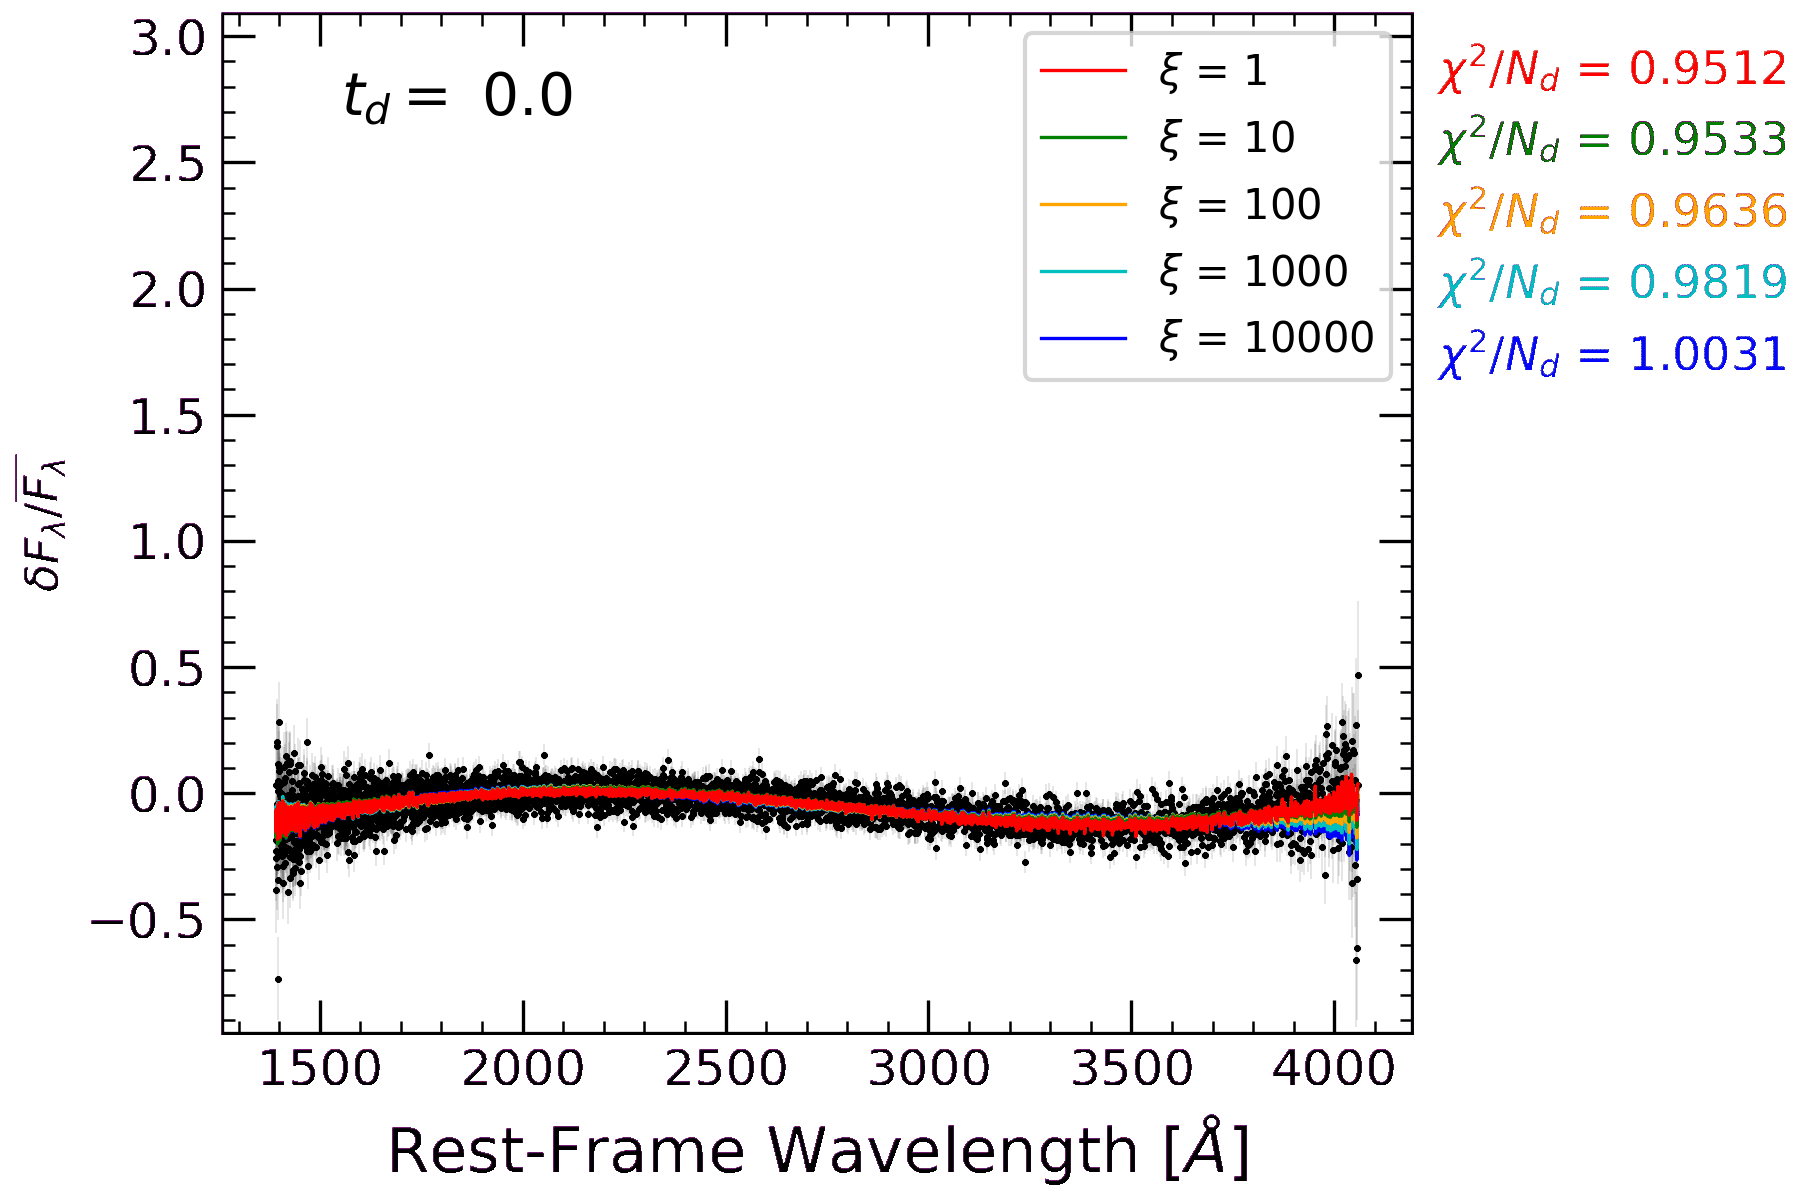 3.0
2.5
2.0
1.5
1.0
0.5
0.0
−0.5
δF_λ/F̅_λ
t_d = 0.0
ξ = 1
ξ = 10
ξ = 100
ξ = 1000
ξ = 10000
χ²/N_d = 0.9512
χ²/N_d = 0.9533
χ²/N_d = 0.9636
χ²/N_d = 0.9819
χ²/N_d = 1.0031
1500 2000 2500 3000 3500 4000
Rest-Frame Wavelength [Å]